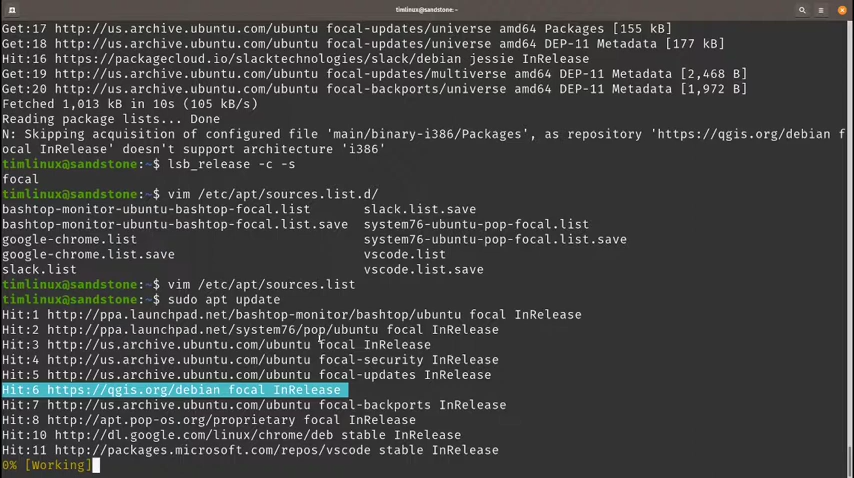 timlinux@sandstone:~
Get:17 http://us.archive.ubuntu.com/ubuntu focal-updates/universe amd64 Packages [155 kB]
Get:18 http://us.archive.ubuntu.com/ubuntu focal-updates/universe amd64 DEP-11 Metadata [177 kB]
Hit:16 https://packagecloud.io/slacktechnologies/slack/debian jessie InRelease
Get:19 http://us.archive.ubuntu.com/ubuntu focal-updates/multiverse amd64 DEP-11 Metadata [2,468 B]
Get:20 http://us.archive.ubuntu.com/ubuntu focal-backports/universe amd64 DEP-11 Metadata [1,972 B]
Fetched 1,013 kB in 10s (105 kB/s)
Reading package lists... Done
N: Skipping acquisition of configured file 'main/binary-i386/Packages', as repository 'https://qgis.org/debian f
ocal InRelease' doesn't support architecture 'i386'
timlinux@sandstone:~$ lsb_release -c -s
focal
timlinux@sandstone:~$ vim /etc/apt/sources.list.d/
bashtop-monitor-ubuntu-bashtop-focal.list slack.list.save
bashtop-monitor-ubuntu-bashtop-focal.list.save system76-ubuntu-pop-focal.list
google-chrome.list system76-ubuntu-pop-focal.list.save
google-chrome.list.save vscode.list
slack.list vscode.list.save
timlinux@sandstone:~$ vim /etc/apt/sources.list
timlinux@sandstone:~$ sudo apt update
Hit:1 http://ppa.launchpad.net/bashtop-monitor/bashtop/ubuntu focal InRelease
Hit:2 http://ppa.launchpad.net/system76/pop/ubuntu focal InRelease
Hit:3 http://us.archive.ubuntu.com/ubuntu focal InRelease
Hit:4 http://us.archive.ubuntu.com/ubuntu focal-security InRelease
Hit:5 http://us.archive.ubuntu.com/ubuntu focal-updates InRelease
Hit:6 https://qgis.org/debian focal InRelease
Hit:7 http://us.archive.ubuntu.com/ubuntu focal-backports InRelease
Hit:8 http://apt.pop-os.org/proprietary focal InRelease
Hit:10 http://dl.google.com/linux/chrome/deb stable InRelease
Hit:11 http://packages.microsoft.com/repos/vscode stable InRelease
0% [Working]